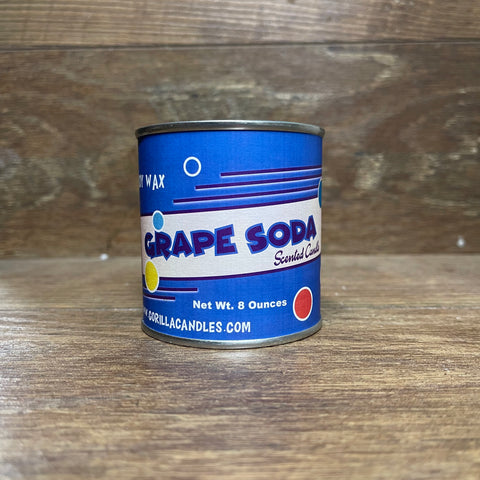 WAX
GRAPE SODA
Scented Candle
Net Wt. 8 Ounces
.GORILLACANDLES.COM